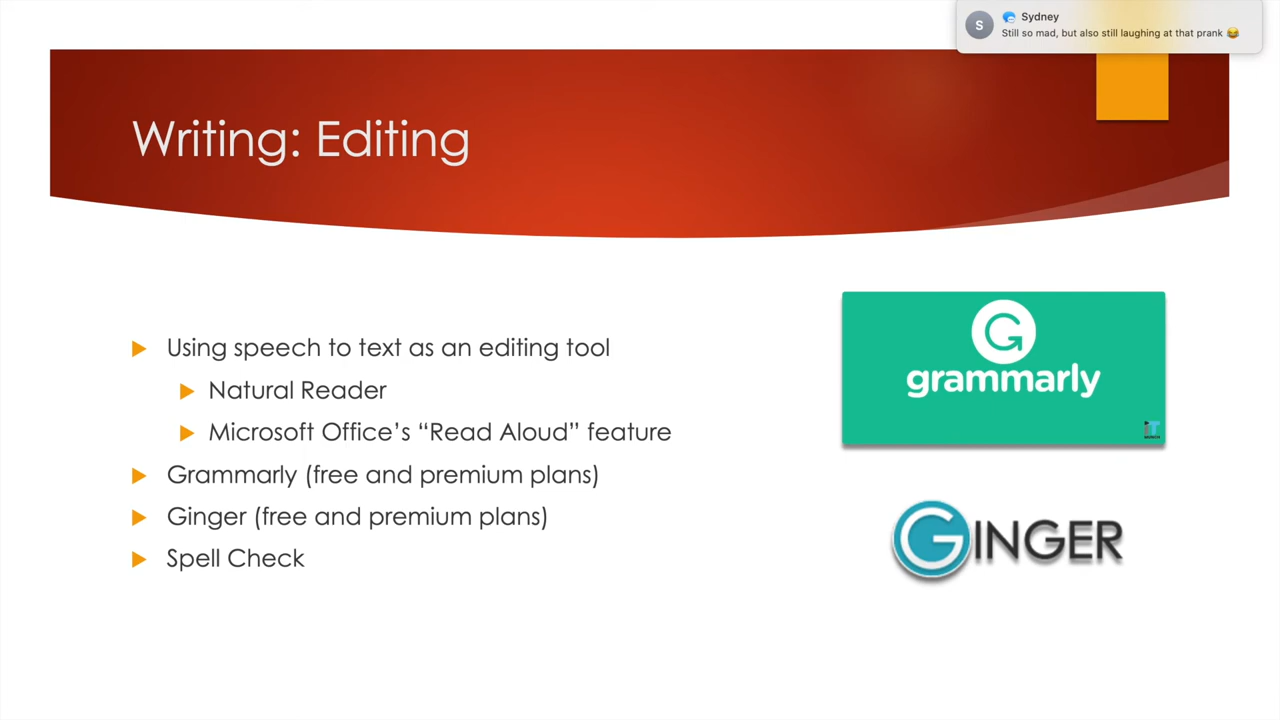 S
Sydney
Still so mad, but also still laughing at that prank 😂
Writing: Editing
Using speech to text as an editing tool
Natural Reader
Microsoft Office’s “Read Aloud” feature
Grammarly (free and premium plans)
Ginger (free and premium plans)
Spell Check
G
grammarly
GINGER